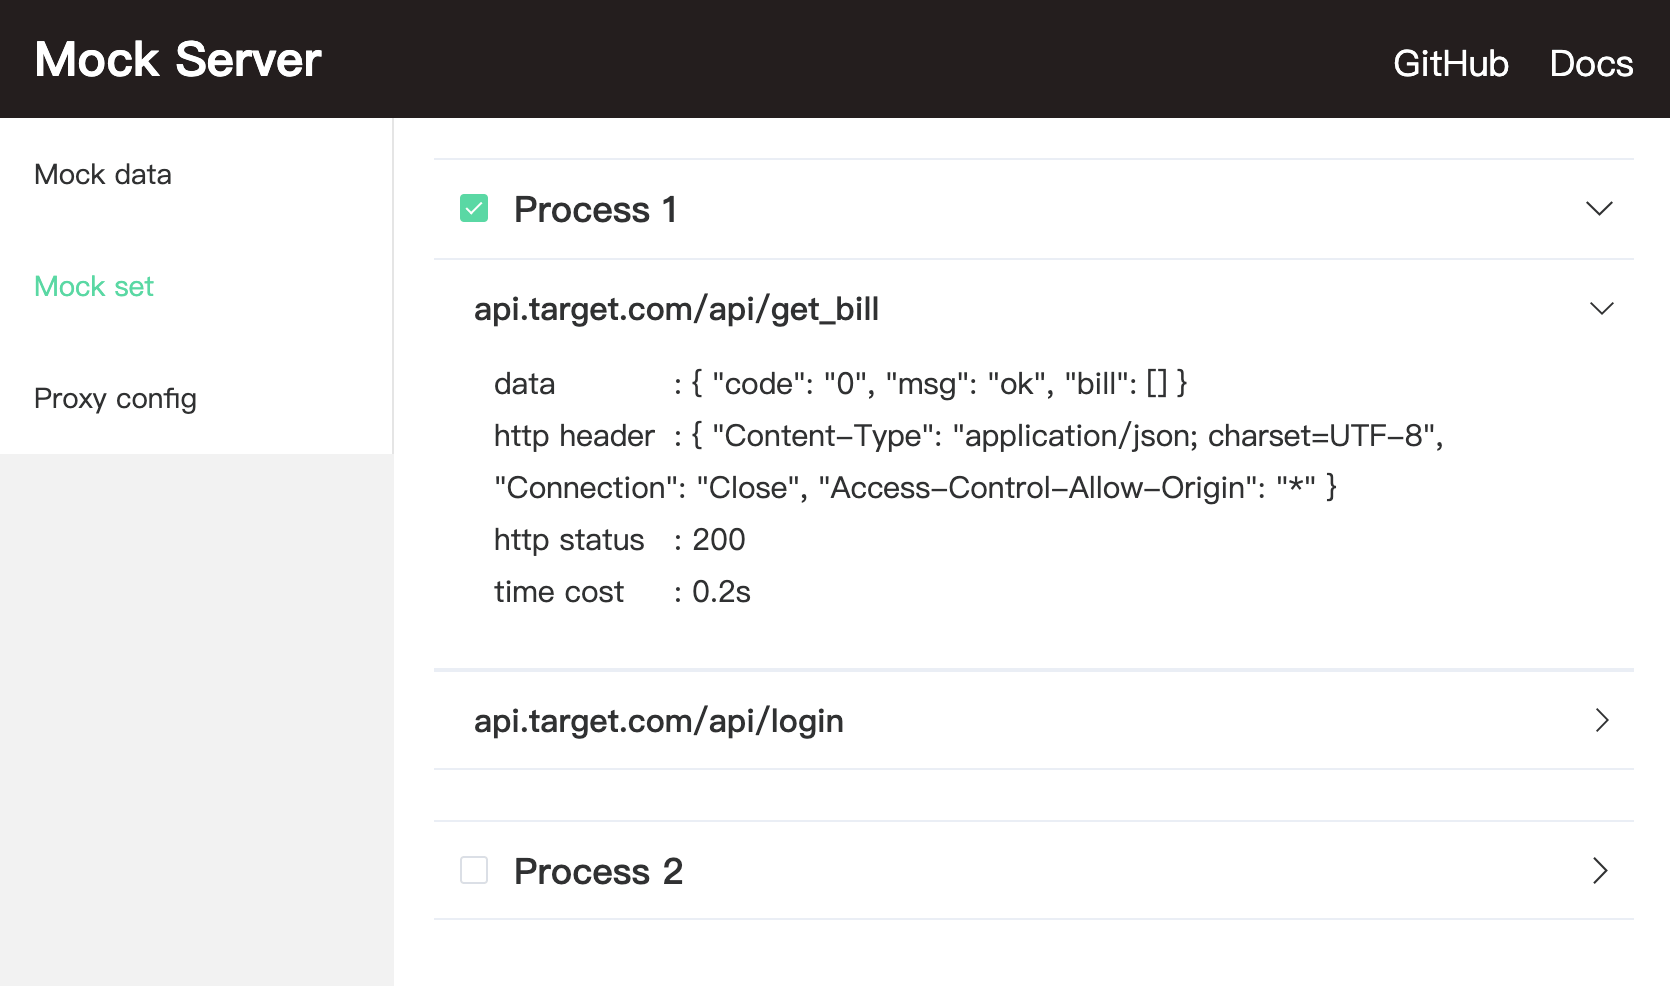 Mock Server
GitHub Docs
Mock data
Mock set
Proxy config
Process 1
api.target.com/api/get_bill
data : { "code": "0", "msg": "ok", "bill": [] }
http header : { "Content-Type": "application/json; charset=UTF-8",
"Connection": "Close", "Access-Control-Allow-Origin": "*" }
http status : 200
time cost : 0.2s
api.target.com/api/login
Process 2